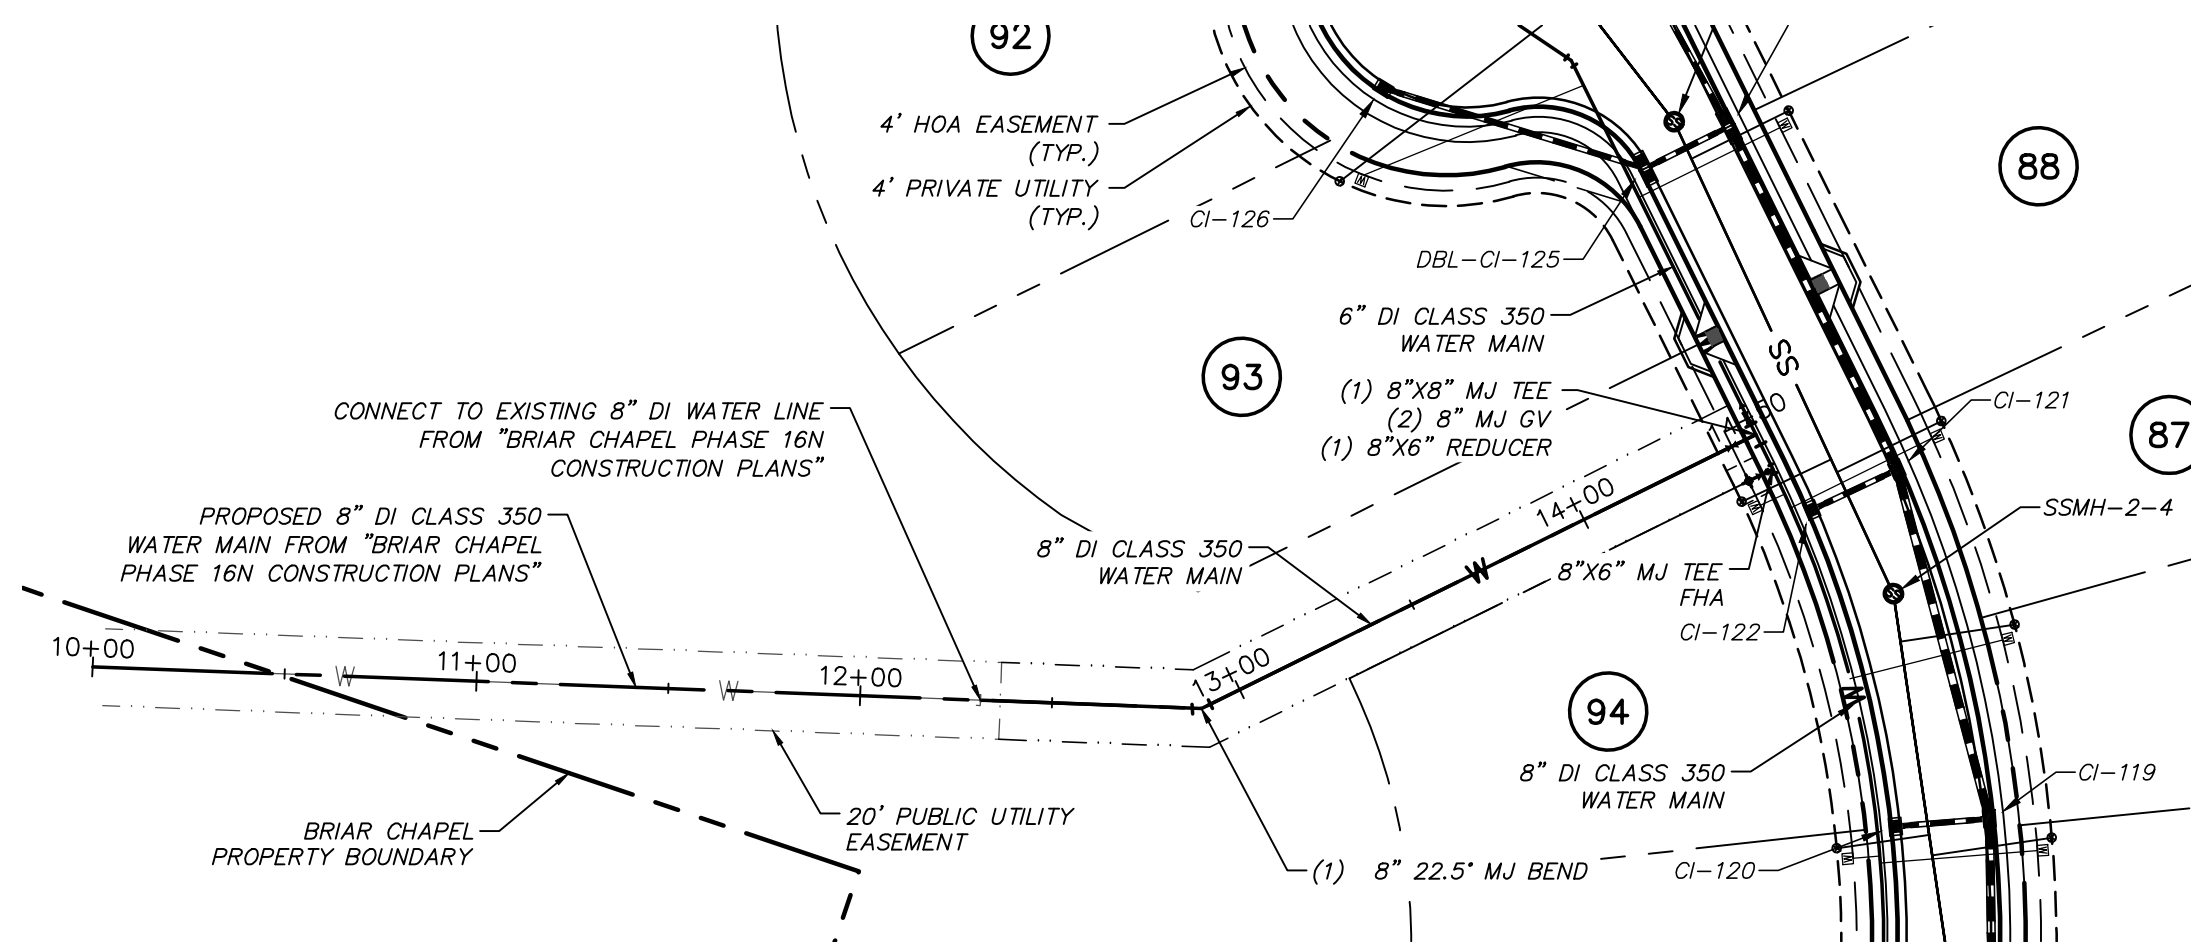 92
4' HOA EASEMENT
(TYP.)
4' PRIVATE UTILITY
(TYP.)
CI-126
88
DBL-CI-125
6" DI CLASS 350
WATER MAIN
SS
93
(1) 8"X8" MJ TEE
(2) 8" MJ GV
(1) 8"X6" REDUCER
CO
CI-121
87
CONNECT TO EXISTING 8" DI WATER LINE
FROM "BRIAR CHAPEL PHASE 16N
CONSTRUCTION PLANS"
PROPOSED 8" DI CLASS 350
WATER MAIN FROM "BRIAR CHAPEL
PHASE 16N CONSTRUCTION PLANS"
8" DI CLASS 350
WATER MAIN
14+00
W
SSMH-2-4
8"X6" MJ TEE
FHA
CI-122
10+00
W
11+00
W
12+00
13+00
94
W
8" DI CLASS 350
WATER MAIN
CI-119
20' PUBLIC UTILITY
EASEMENT
BRIAR CHAPEL
PROPERTY BOUNDARY
(1) 8" 22.5° MJ BEND
CI-120